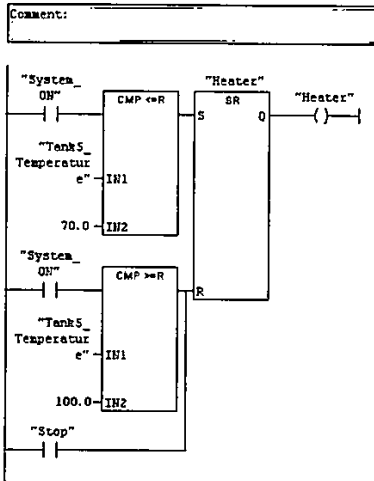 Comment:
"System_
ON"
CMP <=R
"Heater"
SR
"Heater"
S
Q
"Tank5_
Temperatur
e"
IN1
70.0
IN2
"System_
ON"
CMP >=R
R
"Tank5_
Temperatur
e"
IN1
100.0
IN2
"Stop"